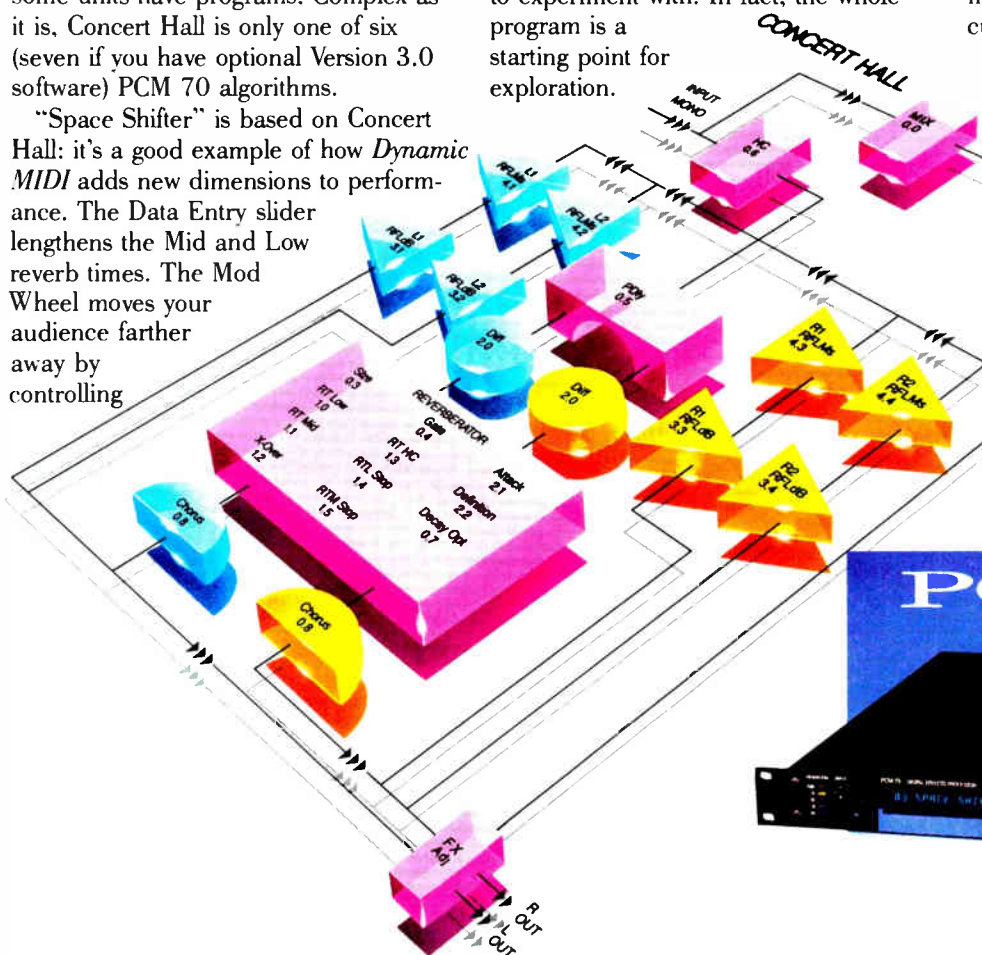 some units have programs. Complex as
it is, Concert Hall is only one of six
(seven if you have optional Version 3.0
software) PCM 70 algorithms.
"Space Shifter" is based on Concert
Hall: it's a good example of how Dynamic
MIDI adds new dimensions to perform-
ance. The Data Entry slider
lengthens the Mid and Low
reverb times. The Mod
Wheel moves your
audience farther
away by
controlling
to experiment with. In fact, the whole
program is a
starting point for
exploration.
CONCERT HALL
INPUT
MONO
HC
0.6
MIX
0.0
L1
RFLMs
4.1
L2
RFLMs
4.2
L1
RFLdB
3.1
L2
RFLdB
3.2
PDly
0.5
Diff
2.0
Diff
2.0
R1
RFLMs
4.3
R2
RFLMs
4.4
R1
RFLdB
3.3
R2
RFLdB
3.4
REVERBERATOR
Size
0.3
RT Low
1.0
RT Mid
1.1
X-Over
1.2
Gate
0.4
RT HC
1.3
RTL Stop
1.4
RTM Stop
1.5
Attack
2.1
Definition
2.2
Decay Opt
0.7
Chorus
0.8
Chorus
0.8
FX
Adj
R
OUT
L
OUT
PC